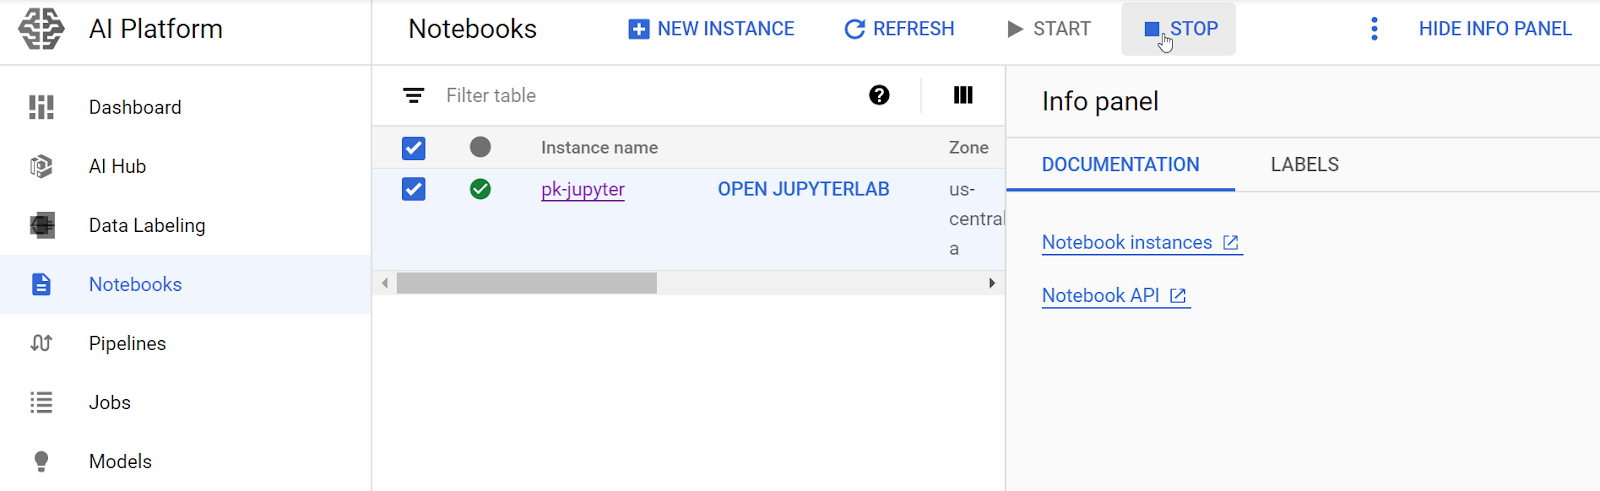 AI Platform
Notebooks
NEW INSTANCE
REFRESH
START
STOP
HIDE INFO PANEL
Dashboard
AI Hub
Data Labeling
Notebooks
Pipelines
Jobs
Models
Filter table
Instance name
Zone
pk-jupyter
OPEN JUPYTERLAB
us-
central
a
Info panel
DOCUMENTATION
LABELS
Notebook instances
Notebook API